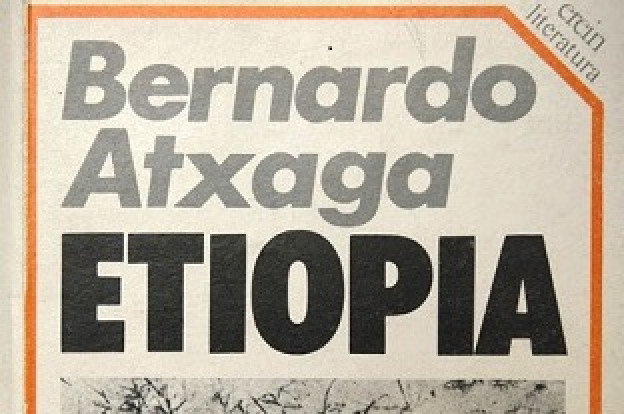 erein
literatura
Bernardo
Atxaga
ETIOPIA